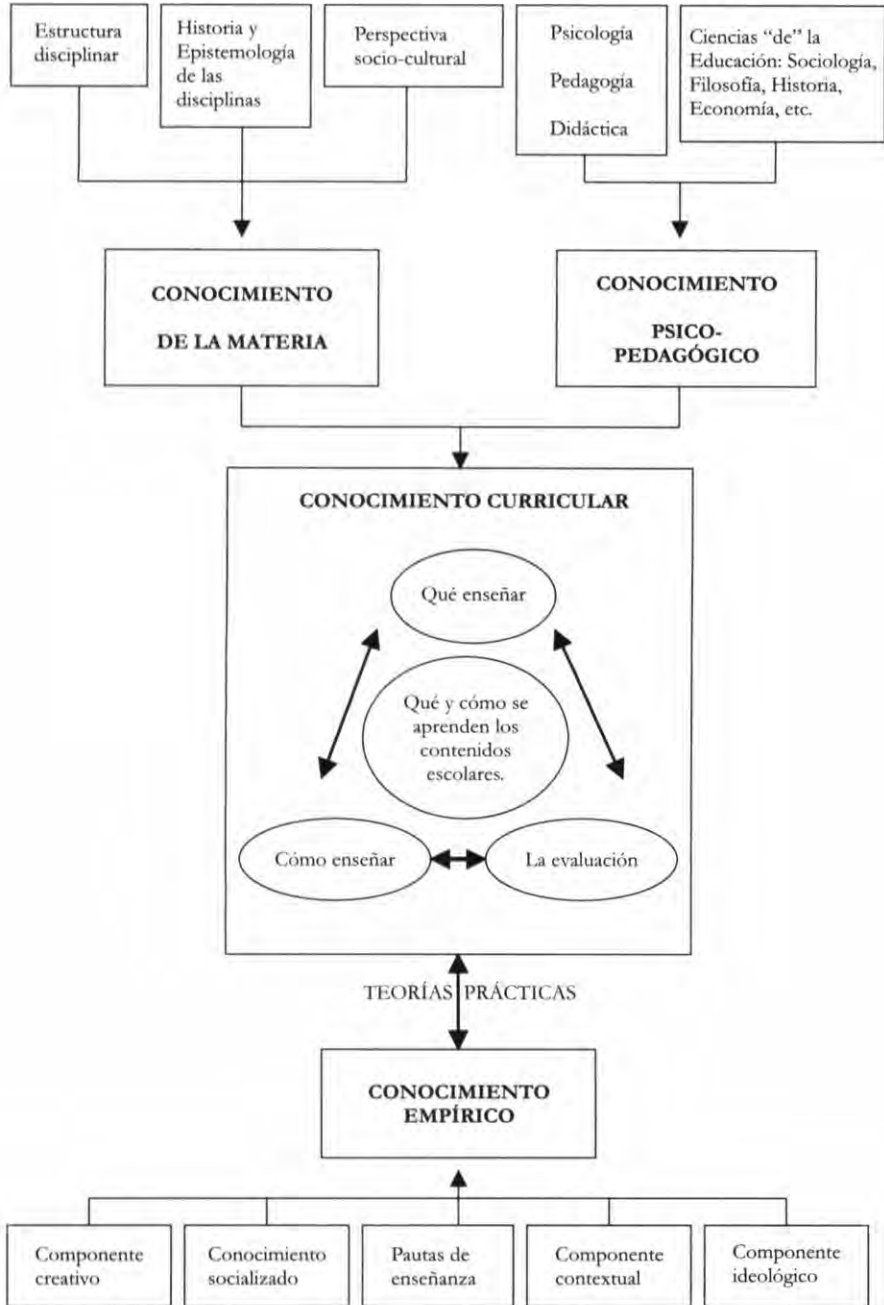 Estructura
disciplinar
Historia y
Epistemología
de las
disciplinas
Perspectiva
socio-cultural
Psicología
Pedagogía
Didáctica
Ciencias “de” la
Educación: Sociología,
Filosofía, Historia,
Economía, etc.
CONOCIMIENTO
DE LA MATERIA
CONOCIMIENTO
PSICO-
PEDAGÓGICO
CONOCIMIENTO CURRICULAR
Qué enseñar
Qué y cómo se
aprenden los
contenidos
escolares.
Cómo enseñar
La evaluación
TEORÍAS PRÁCTICAS
CONOCIMIENTO
EMPÍRICO
Componente
creativo
Conocimiento
socializado
Pautas de
enseñanza
Componente
contextual
Componente
ideológico